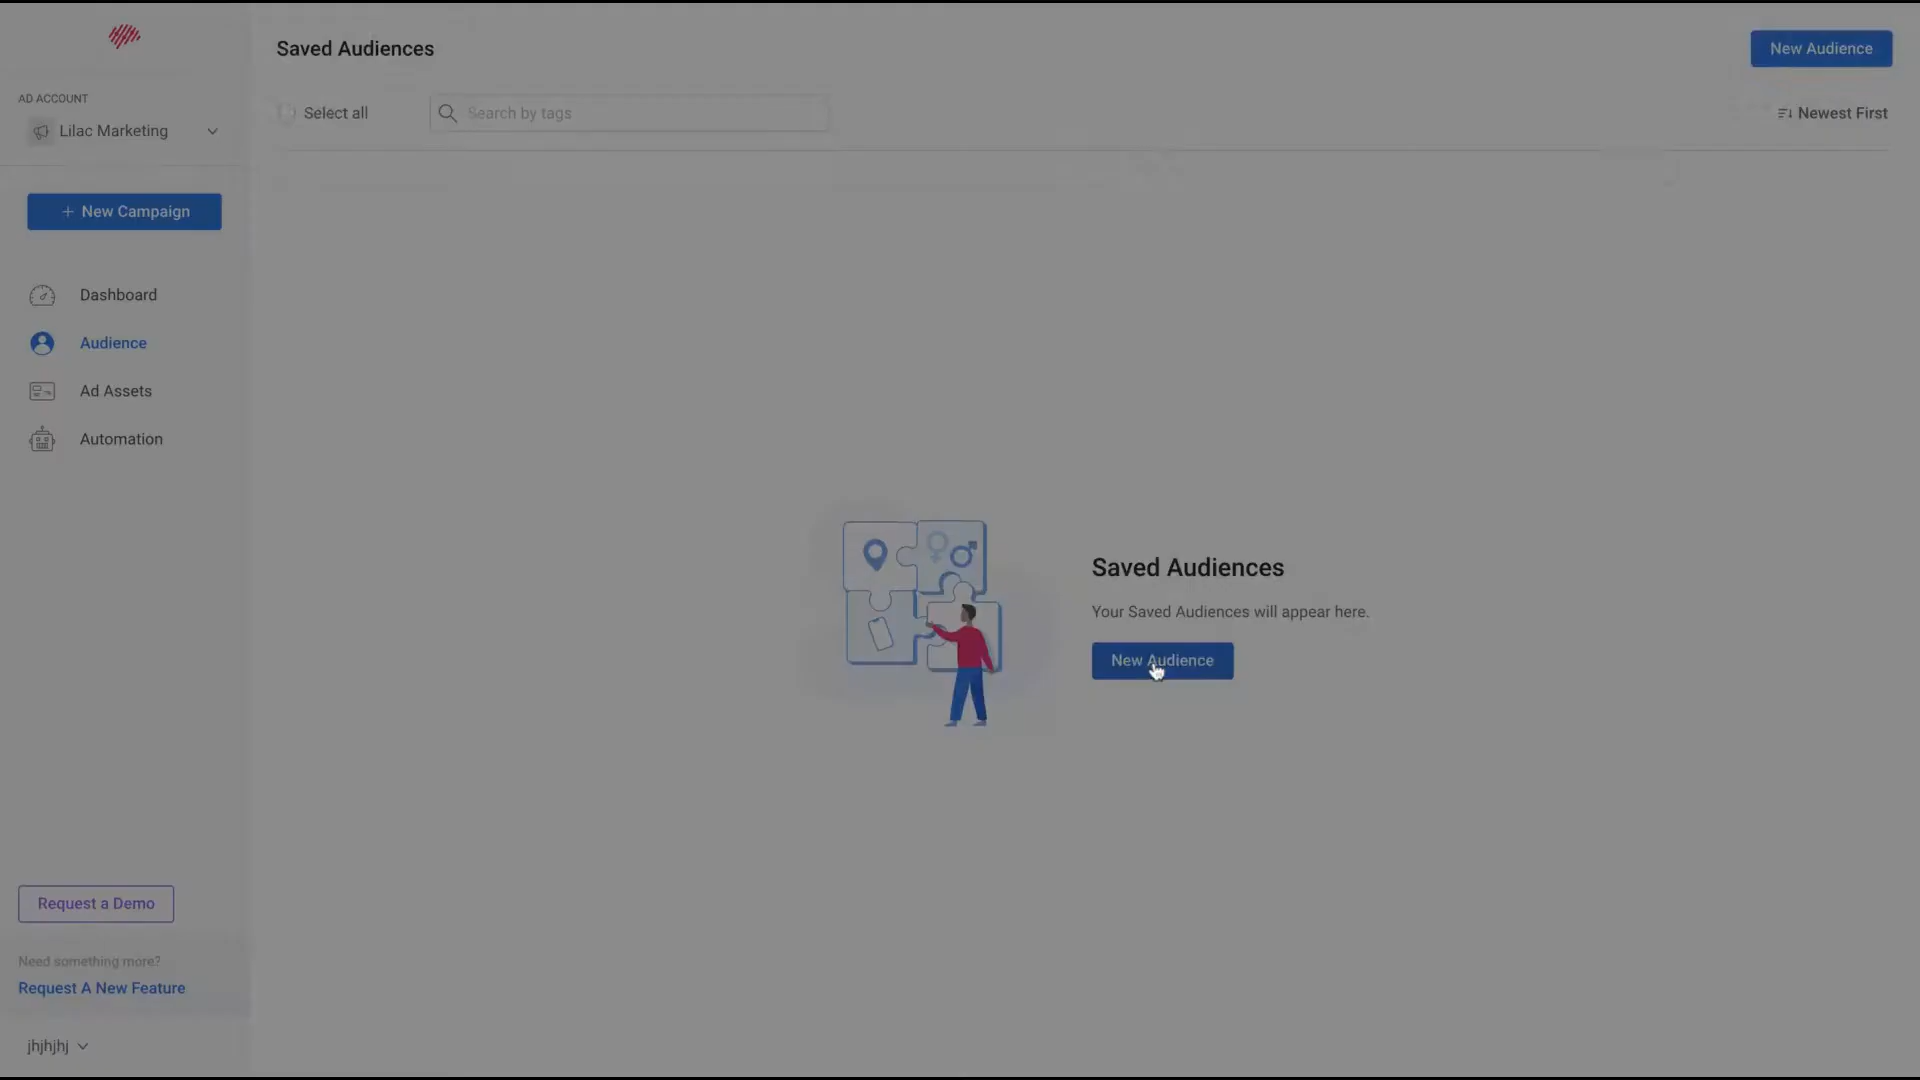 Saved Audiences
New Audience
AD ACCOUNT
Lilac Marketing
Select all
Search by tags
Newest First
+ New Campaign
Dashboard
Audience
Ad Assets
Automation
Saved Audiences
Your Saved Audiences will appear here.
New Audience
Request a Demo
Need something more?
Request A New Feature
jhjhjhj